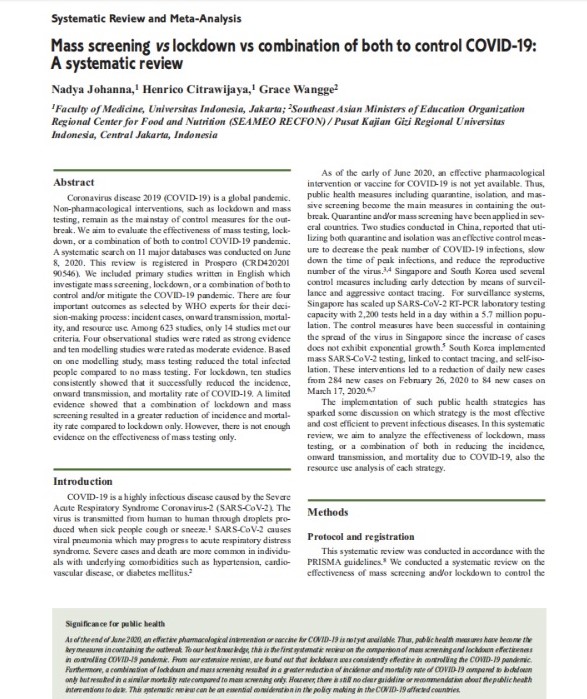 Systematic Review and Meta-Analysis
Mass screening vs lockdown vs combination of both to control COVID-19:
A systematic review
Nadya Johanna,1 Henrico Citrawijaya,1 Grace Wangge2
1Faculty of Medicine, Universitas Indonesia, Jakarta; 2Southeast Asian Ministers of Education Organization
Regional Center for Food and Nutrition (SEAMEO RECFON) / Pusat Kajian Gizi Regional Universitas
Indonesia, Central Jakarta, Indonesia
Abstract
Coronavirus disease 2019 (COVID-19) is a global pandemic.
Non-pharmacological interventions, such as lockdown and mass
testing, remain as the mainstay of control measures for the out-
break. We aim to evaluate the effectiveness of mass testing, lock-
down, or a combination of both to control COVID-19 pandemic.
A systematic search on 11 major databases was conducted on June
8, 2020. This review is registered in Prospero (CRD420201
90546). We included primary studies written in English which
investigate mass screening, lockdown, or a combination of both to
control and/or mitigate the COVID-19 pandemic. There are four
important outcomes as selected by WHO experts for their deci-
sion-making process: incident cases, onward transmission, mortal-
ity, and resource use. Among 623 studies, only 14 studies met our
criteria. Four observational studies were rated as strong evidence
and ten modelling studies were rated as moderate evidence. Based
on one modelling study, mass testing reduced the total infected
people compared to no mass testing. For lockdown, ten studies
consistently showed that it successfully reduced the incidence,
onward transmission, and mortality rate of COVID-19. A limited
evidence showed that a combination of lockdown and mass
screening resulted in a greater reduction of incidence and mortal-
ity rate compared to lockdown only. However, there is not enough
evidence on the effectiveness of mass testing only.
Introduction
COVID-19 is a highly infectious disease caused by the Severe
Acute Respiratory Syndrome Coronavirus-2 (SARS-CoV-2). The
virus is transmitted from human to human through droplets pro-
duced when sick people cough or sneeze.1 SARS-CoV-2 causes
viral pneumonia which may progress to acute respiratory distress
syndrome. Severe cases and death are more common in individu-
als with underlying comorbidities such as hypertension, cardio-
vascular disease, or diabetes mellitus.2
As of the early of June 2020, an effective pharmacological
intervention or vaccine for COVID-19 is not yet available. Thus,
public health measures including quarantine, isolation, and mas-
sive screening become the main measures in containing the out-
break. Quarantine and/or mass screening have been applied in sev-
eral countries. Two studies conducted in China, reported that uti-
lizing both quarantine and isolation was an effective control meas-
ure to decrease the peak number of COVID-19 infections, slow
down the time of peak infections, and reduce the reproductive
number of the virus.3,4 Singapore and South Korea used several
control measures including early detection by means of surveil-
lance and aggressive contact tracing. For surveillance systems,
Singapore has scaled up SARS-CoV-2 RT-PCR laboratory testing
capacity with 2,200 tests held in a day within a 5.7 million popu-
lation. The control measures have been successful in containing
the spread of the virus in Singapore since the increase of cases
does not exhibit exponential growth.5 South Korea implemented
mass SARS-CoV-2 testing, linked to contact tracing, and self-iso-
lation. These interventions led to a reduction of daily new cases
from 284 new cases on February 26, 2020 to 84 new cases on
March 17, 2020.6,7
The implementation of such public health strategies has
sparked some discussion on which strategy is the most effective
and cost efficient to prevent infectious diseases. In this systematic
review, we aim to analyze the effectiveness of lockdown, mass
testing, or a combination of both in reducing the incidence,
onward transmission, and mortality due to COVID-19, also the
resource use analysis of each strategy.
Methods
Protocol and registration
This systematic review was conducted in accordance with the
PRISMA guidelines.8 We conducted a systematic review on the
effectiveness of mass screening and/or lockdown to control the
Significance for public health
As of the end of June 2020, an effective pharmacological intervention or vaccine for COVID-19 is not yet available. Thus, public health measures have become the
key measures in containing the outbreak. To our best knowledge, this is the first systematic review on the comparison of mass screening and lockdown effectiveness
in controlling COVID-19 pandemic. From our extensive review, we found out that lockdown was consistently effective in controlling the COVID-19 pandemic.
Furthermore, a combination of lockdown and mass screening resulted in a greater reduction of incidence and mortality rate of COVID-19 compared to lockdown
only but resulted in a similar mortality rate compared to mass screening only. However, there is still no clear guideline or recommendation about the public health
interventions to date. This systematic review can be an essential consideration in the policy making in the COVID-19 affected countries.